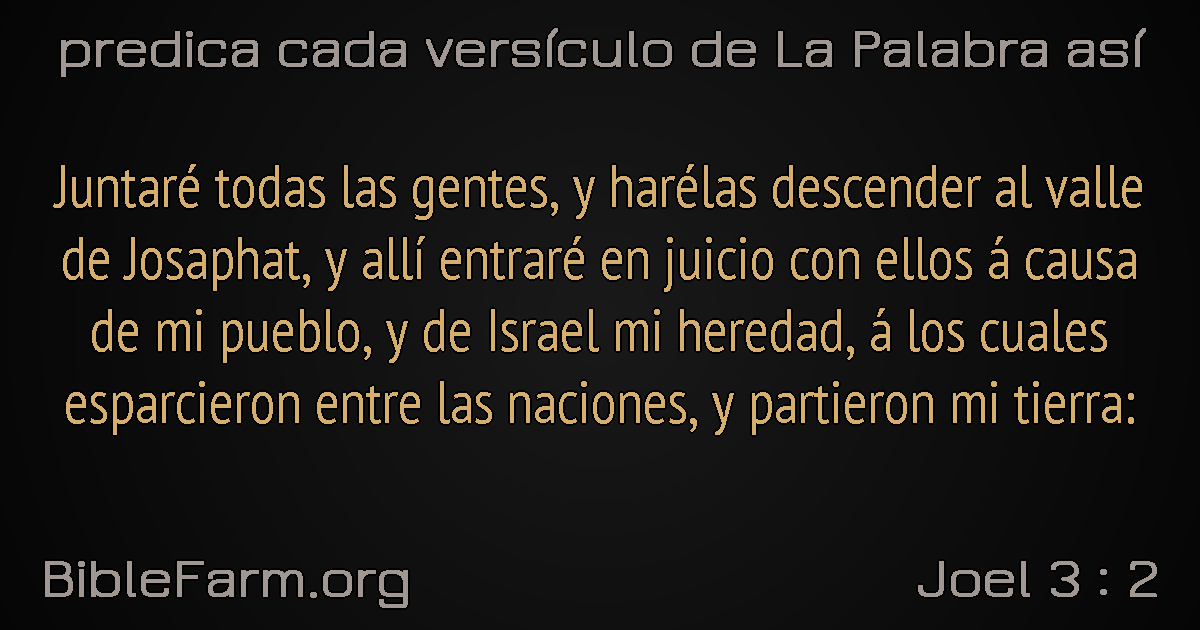 predica cada versículo de La Palabra así
Juntaré todas las gentes, y harélas descender al valle
de Josaphat, y allí entraré en juicio con ellos á causa
de mi pueblo, y de Israel mi heredad, á los cuales
esparcieron entre las naciones, y partieron mi tierra:
BibleFarm.org
Joel 3 : 2